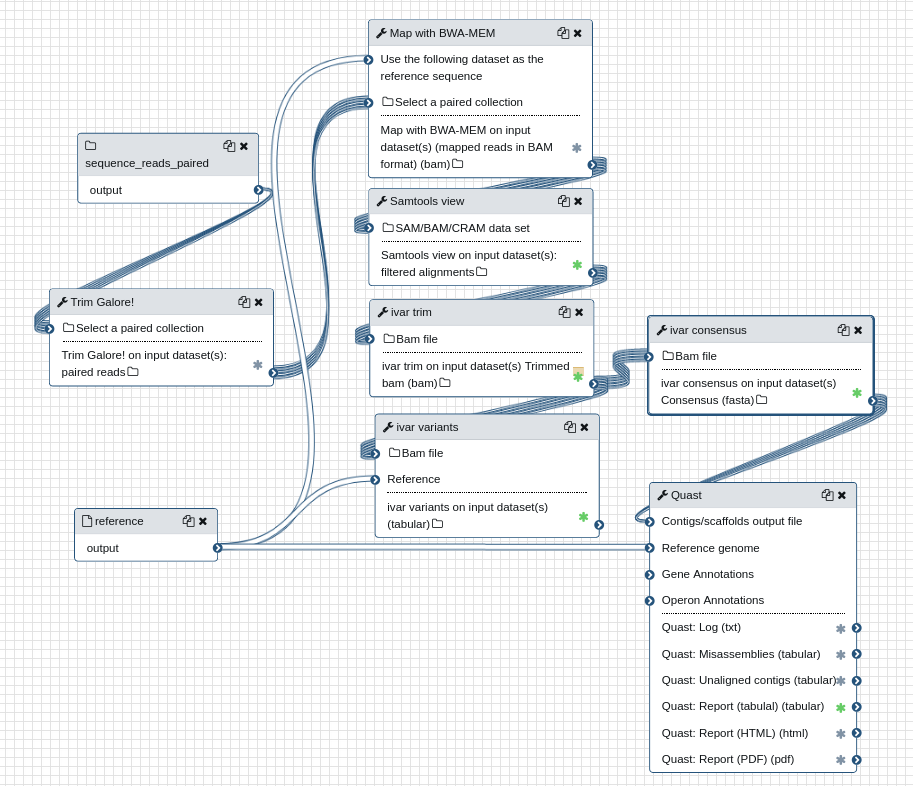 Map with BWA-MEM
Use the following dataset as the
reference sequence
Select a paired collection
Map with BWA-MEM on input
dataset(s) (mapped reads in BAM
format) (bam)
sequence_reads_paired
output
Samtools view
SAM/BAM/CRAM data set
Samtools view on input dataset(s):
filtered alignments
Trim Galore!
Select a paired collection
Trim Galore! on input dataset(s):
paired reads
ivar trim
Bam file
ivar trim on input dataset(s) Trimmed
bam (bam)
ivar consensus
Bam file
ivar consensus on input dataset(s)
Consensus (fasta)
ivar variants
Bam file
Reference
ivar variants on input dataset(s)
(tabular)
reference
output
Quast
Contigs/scaffolds output file
Reference genome
Gene Annotations
Operon Annotations
Quast: Log (txt)
Quast: Misassemblies (tabular)
Quast: Unaligned contigs (tabular)
Quast: Report (tabulal) (tabular)
Quast: Report (HTML) (html)
Quast: Report (PDF) (pdf)